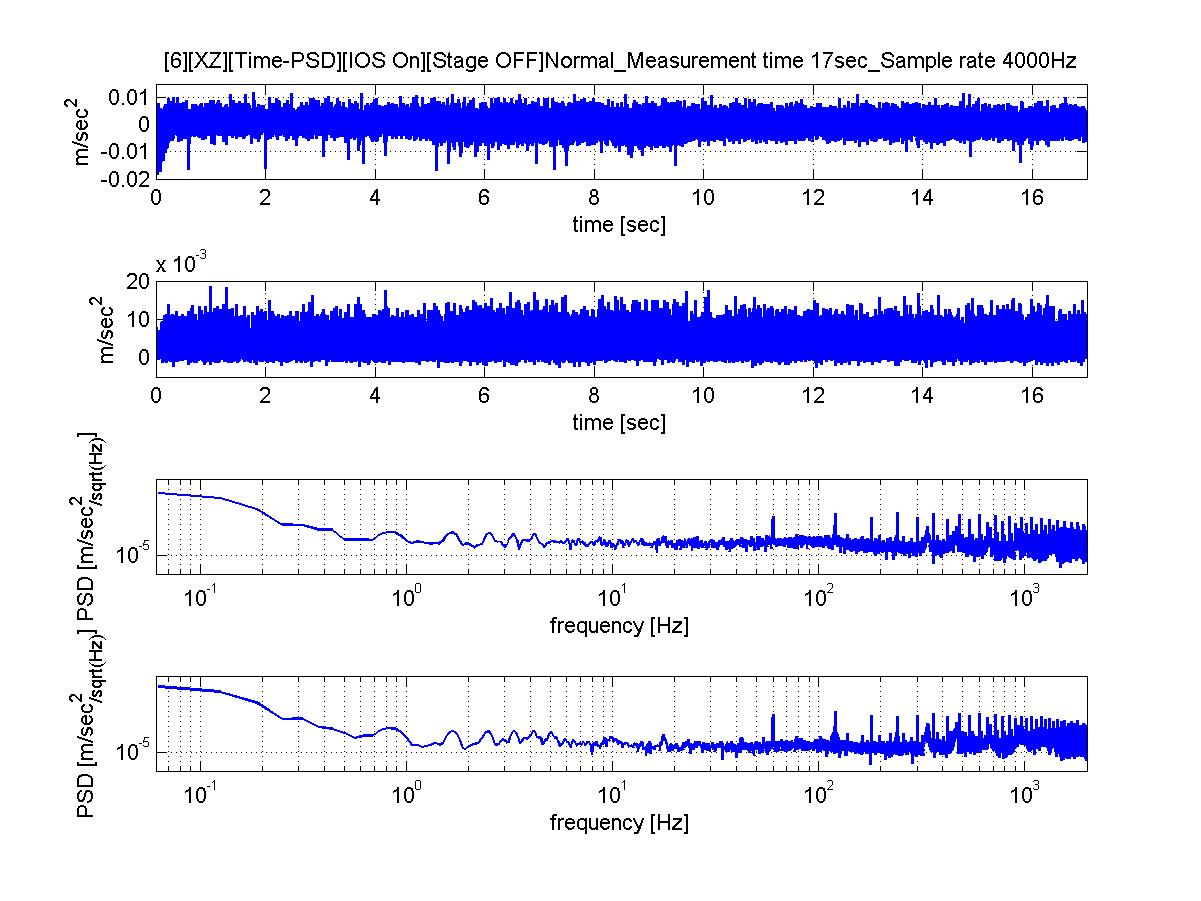 [6][XZ][Time-PSD][IOS On][Stage OFF]Normal_Measurement time 17sec_Sample rate 4000Hz
m/sec²
0.01
0
-0.01
-0.02
0 2 4 6 8 10 12 14 16
time [sec]
x 10⁻³
m/sec²
20
10
0
0 2 4 6 8 10 12 14 16
time [sec]
PSD [m/sec²/sqrt(Hz)]
10⁻⁵
10⁻¹ 10⁰ 10¹ 10² 10³
frequency [Hz]
PSD [m/sec²/sqrt(Hz)]
10⁻⁵
10⁻¹ 10⁰ 10¹ 10² 10³
frequency [Hz]